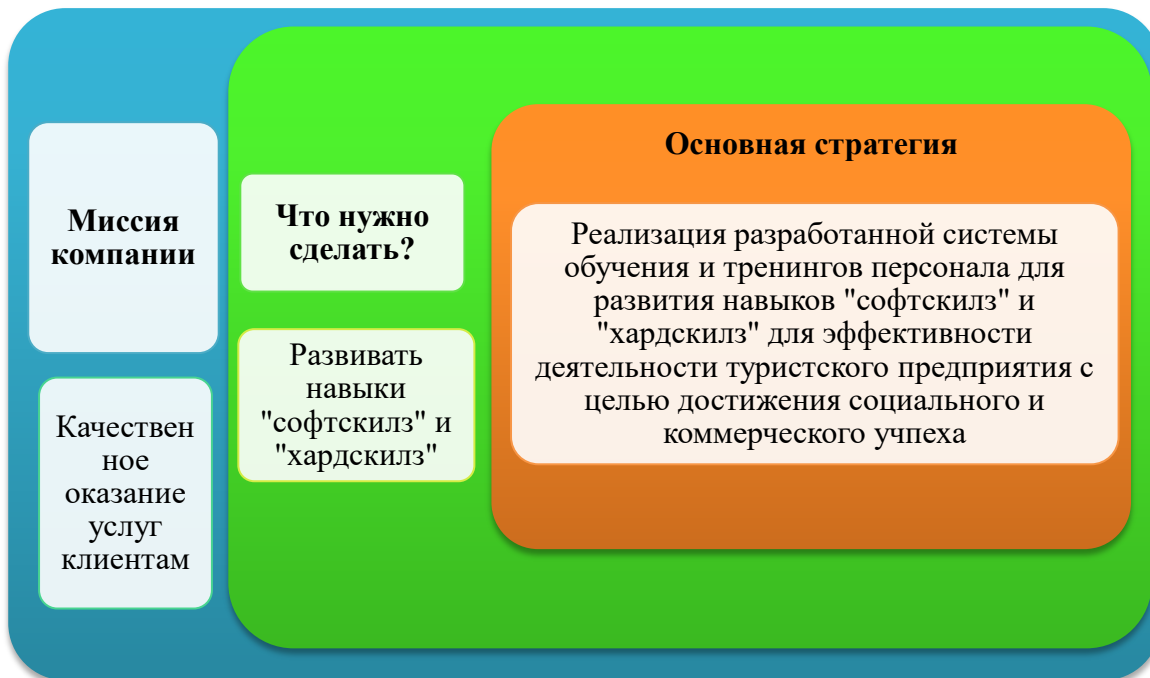 Миссия
компании
Качествен
ное
оказание
услуг
клиентам
Что нужно
сделать?
Развивать
навыки
"софтскилз" и
"хардскилз"
Основная стратегия
Реализация разработанной системы
обучения и тренингов персонала для
развития навыков "софтскилз" и
"хардскилз" для эффективности
деятельности туристского предприятия с
целью достижения социального и
коммерческого учпеха